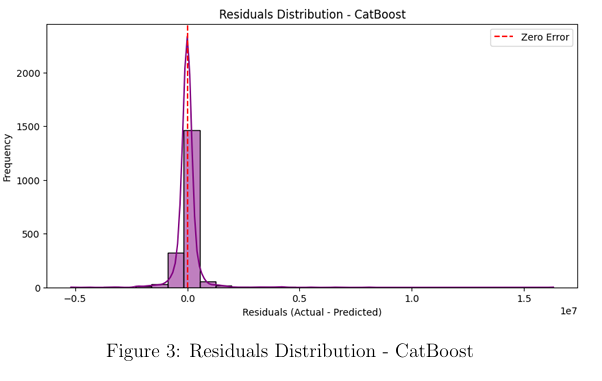 Residuals Distribution - CatBoost
Zero Error
Frequency
2000
1500
1000
500
0
−0.5
0.0
0.5
1.0
1.5
1e7
Residuals (Actual - Predicted)
Figure 3: Residuals Distribution - CatBoost